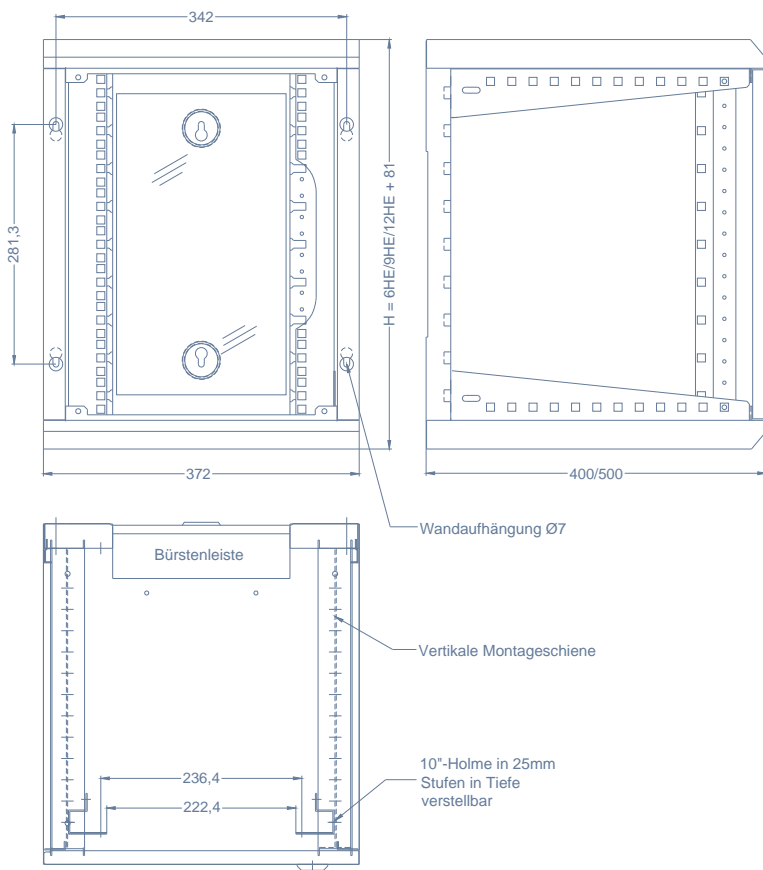 342
281,3
H = 6HE/9HE/12HE + 81
372
400/500
Wandaufhängung Ø7
Bürstenleiste
Vertikale Montageschiene
236,4
222,4
10"-Holme in 25mm
Stufen in Tiefe
verstellbar